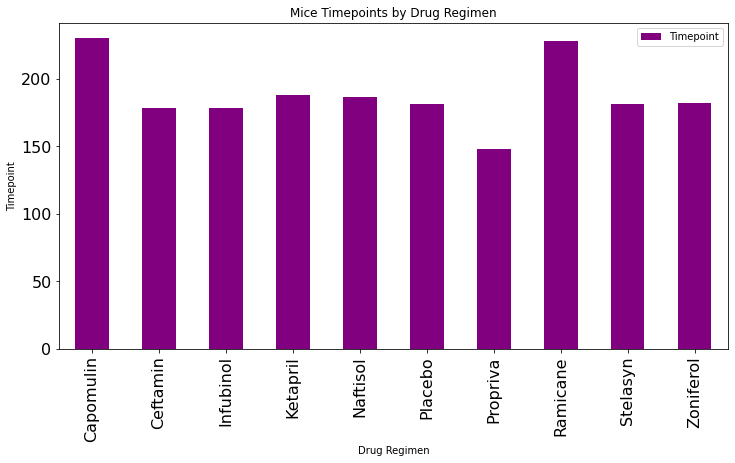 Mice Timepoints by Drug Regimen
Timepoint
200
150
100
50
0
Timepoint
Capomulin
Ceftamin
Infubinol
Ketapril
Naftisol
Placebo
Propriva
Ramicane
Stelasyn
Zoniferol
Drug Regimen